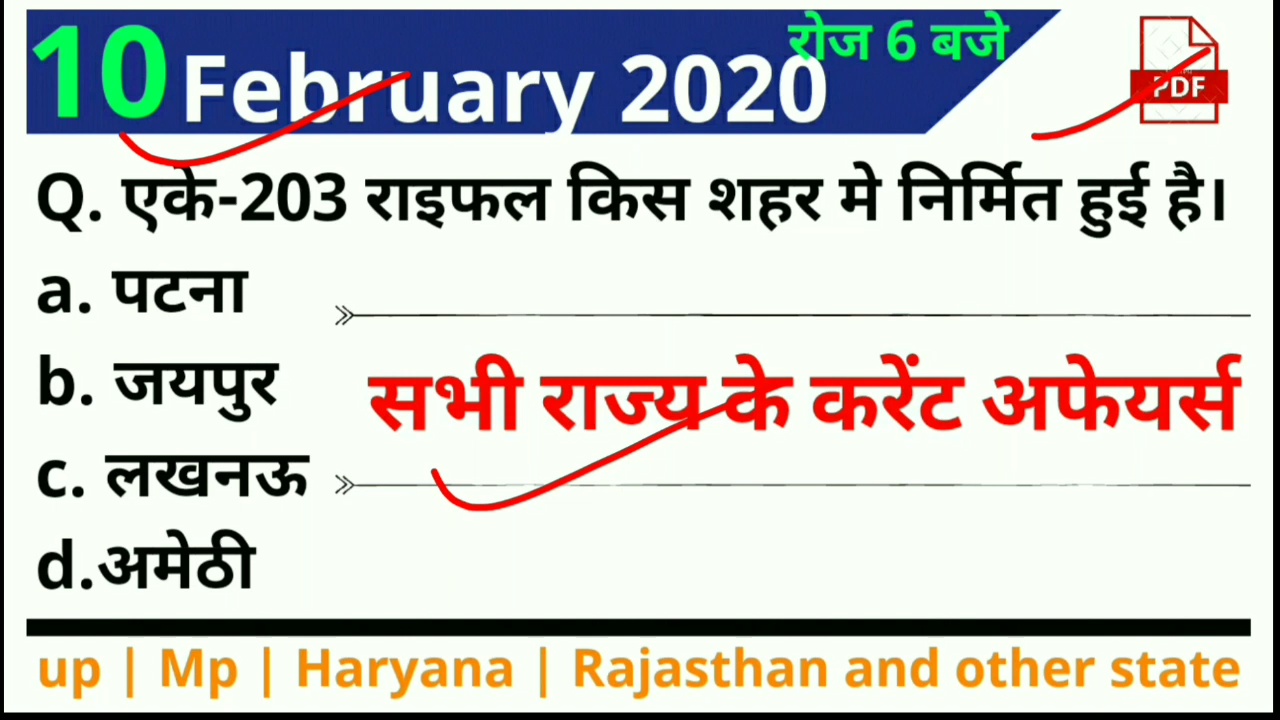 10 February 2020
रोज 6 बजे
PDF
Q. एके-203 राइफल किस शहर मे निर्मित हुई है।
a. पटना
b. जयपुर
सभी राज्य के करेंट अफेयर्स
c. लखनऊ
d.अमेठी
up | Mp | Haryana | Rajasthan and other state